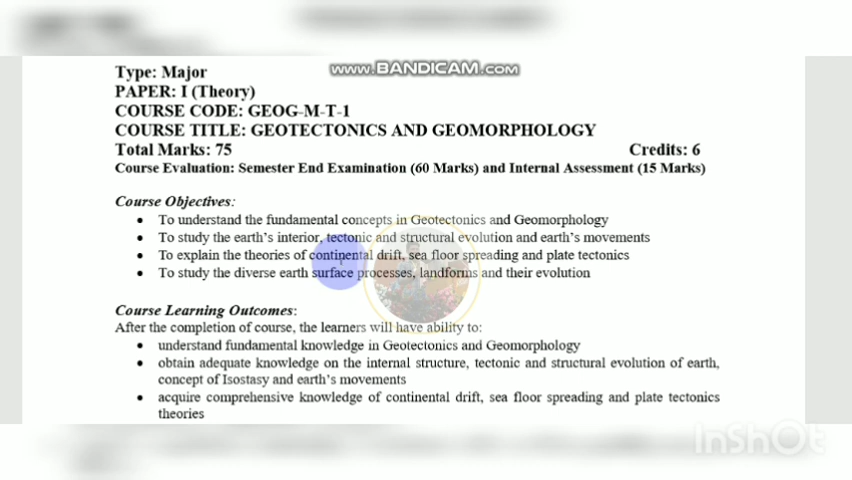 www.BANDICAM.com
Type: Major
PAPER: I (Theory)
COURSE CODE: GEOG-M-T-1
COURSE TITLE: GEOTECTONICS AND GEOMORPHOLOGY
Total Marks: 75 Credits: 6
Course Evaluation: Semester End Examination (60 Marks) and Internal Assessment (15 Marks)
Course Objectives:
• To understand the fundamental concepts in Geotectonics and Geomorphology
• To study the earth's interior, tectonic and structural evolution and earth's movements
• To explain the theories of continental drift, sea floor spreading and plate tectonics
• To study the diverse earth surface processes, landforms and their evolution
Course Learning Outcomes:
After the completion of course, the learners will have ability to:
• understand fundamental knowledge in Geotectonics and Geomorphology
• obtain adequate knowledge on the internal structure, tectonic and structural evolution of earth,
concept of Isostasy and earth's movements
• acquire comprehensive knowledge of continental drift, sea floor spreading and plate tectonics
theories
InShOt